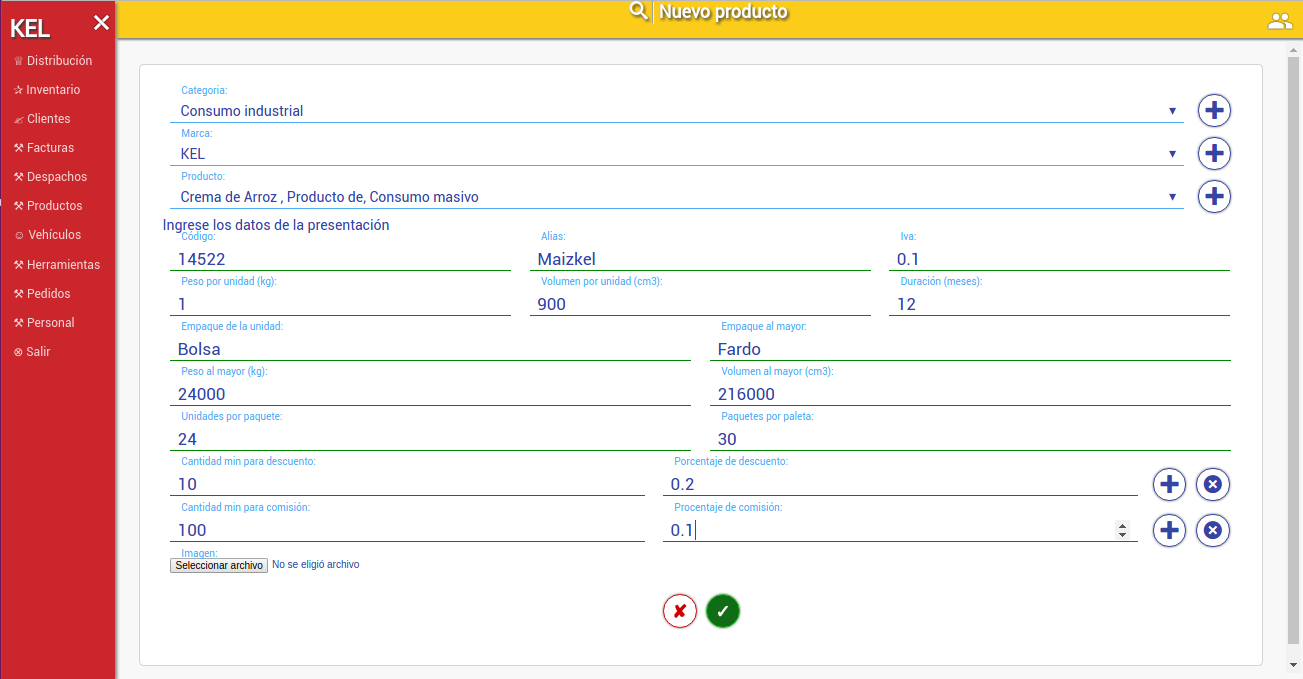 KEL
Distribución
Inventario
Clientes
Facturas
Despachos
Productos
Vehículos
Herramientas
Pedidos
Personal
Salir
Nuevo producto
Categoria:
Consumo industrial
Marca:
KEL
Producto:
Crema de Arroz , Producto de, Consumo masivo
Ingrese los datos de la presentación
Código: Alias: Iva:
14522 Maizkel 0.1
Peso por unidad (kg): Volumen por unidad (cm3): Duración (meses):
1 900 12
Empaque de la unidad: Empaque al mayor:
Bolsa Fardo
Peso al mayor (kg): Volumen al mayor (cm3):
24000 216000
Unidades por paquete: Paquetes por paleta:
24 30
Cantidad min para descuento: Porcentaje de descuento:
10 0.2
Cantidad min para comisión: Procentaje de comisión:
100 0.1
Imagen:
Seleccionar archivo No se eligió archivo